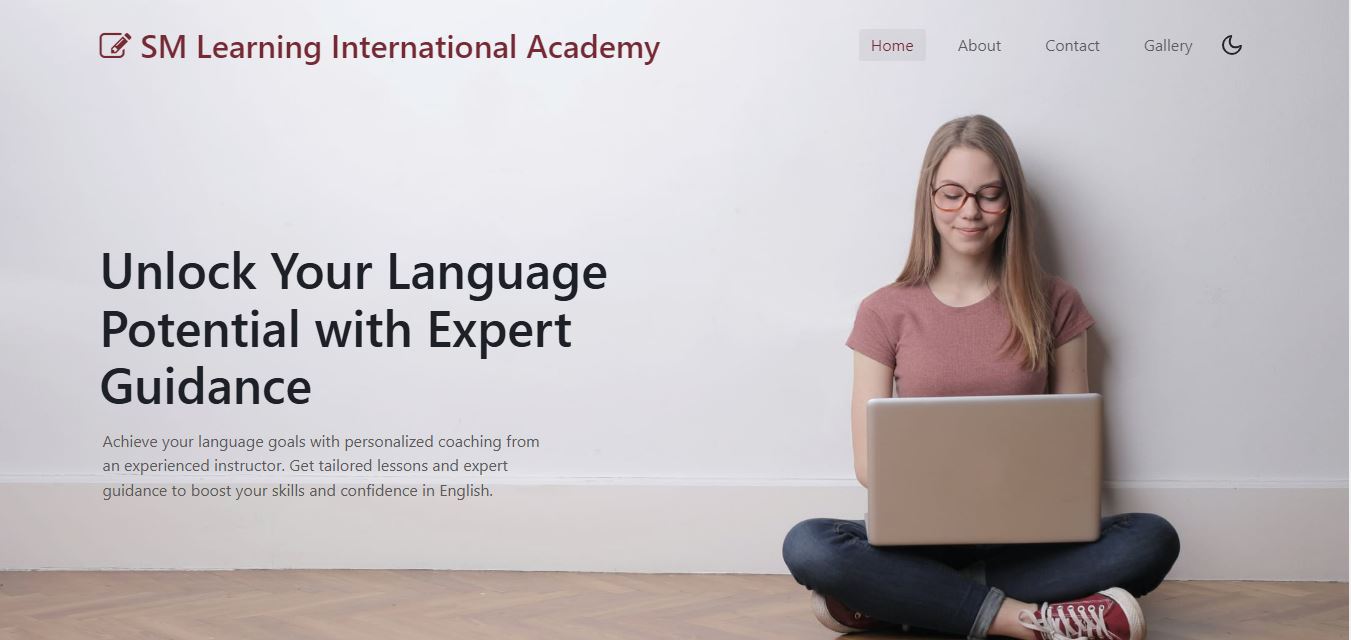 SM Learning International Academy
Home About Contact Gallery
Unlock Your Language
Potential with Expert
Guidance
Achieve your language goals with personalized coaching from
an experienced instructor. Get tailored lessons and expert
guidance to boost your skills and confidence in English.